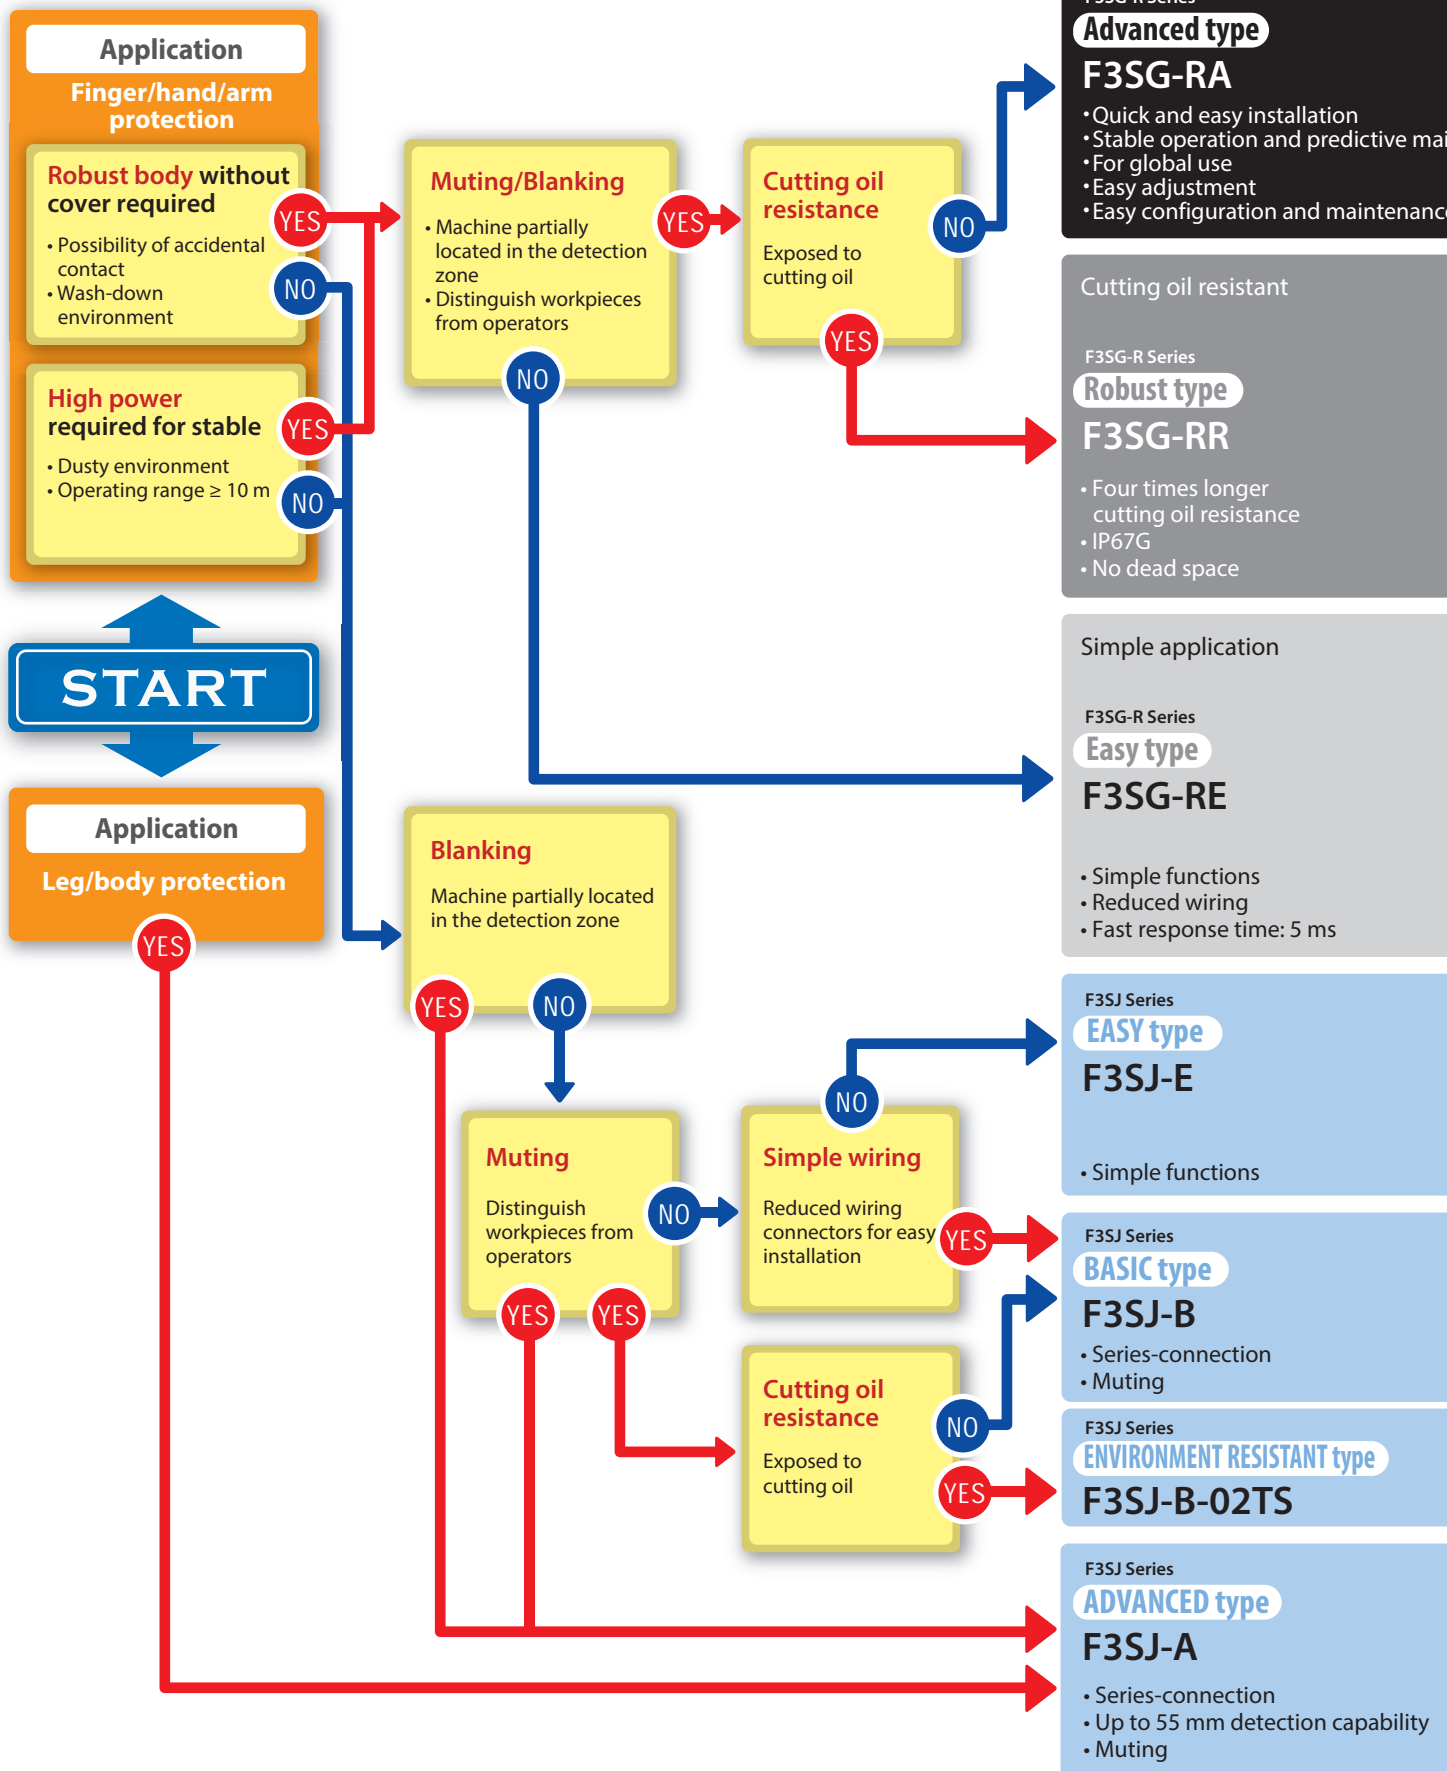 Application
Finger/hand/arm
protection
Robust body without
cover required
• Possibility of accidental
contact
• Wash-down
environment
YES
NO
High power
required for stable
• Dusty environment
• Operating range ≥ 10 m
YES
NO
START
Application
Leg/body protection
YES
Muting/Blanking
• Machine partially
located in the detection
zone
• Distinguish workpieces
from operators
YES
NO
Cutting oil
resistance
Exposed to
cutting oil
NO
YES
Blanking
Machine partially located
in the detection zone
YES
NO
Muting
Distinguish
workpieces from
operators
NO
YES
YES
Simple wiring
Reduced wiring
connectors for easy
installation
NO
YES
Cutting oil
resistance
Exposed to
cutting oil
NO
YES
F3SG-R Series
Advanced type
F3SG-RA
• Quick and easy installation
• Stable operation and predictive
• For global use
• Easy adjustment
• Easy configuration and maintenance
Cutting oil resistant
F3SG-R Series
Robust type
F3SG-RR
• Four times longer
cutting oil resistance
• IP67G
• No dead space
Simple application
F3SG-R Series
Easy type
F3SG-RE
• Simple functions
• Reduced wiring
• Fast response time: 5 ms
F3SJ Series
EASY type
F3SJ-E
• Simple functions
F3SJ Series
BASIC type
F3SJ-B
• Series-connection
• Muting
F3SJ Series
ENVIRONMENT RESISTANT type
F3SJ-B-02TS
F3SJ Series
ADVANCED type
F3SJ-A
• Series-connection
• Up to 55 mm detection capability
• Muting